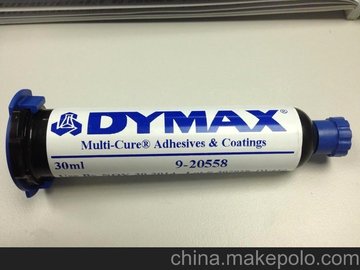 DYMAX®
Multi-Cure® Adhesives & Coatings
30ml 9-20558
china.makepolo.com